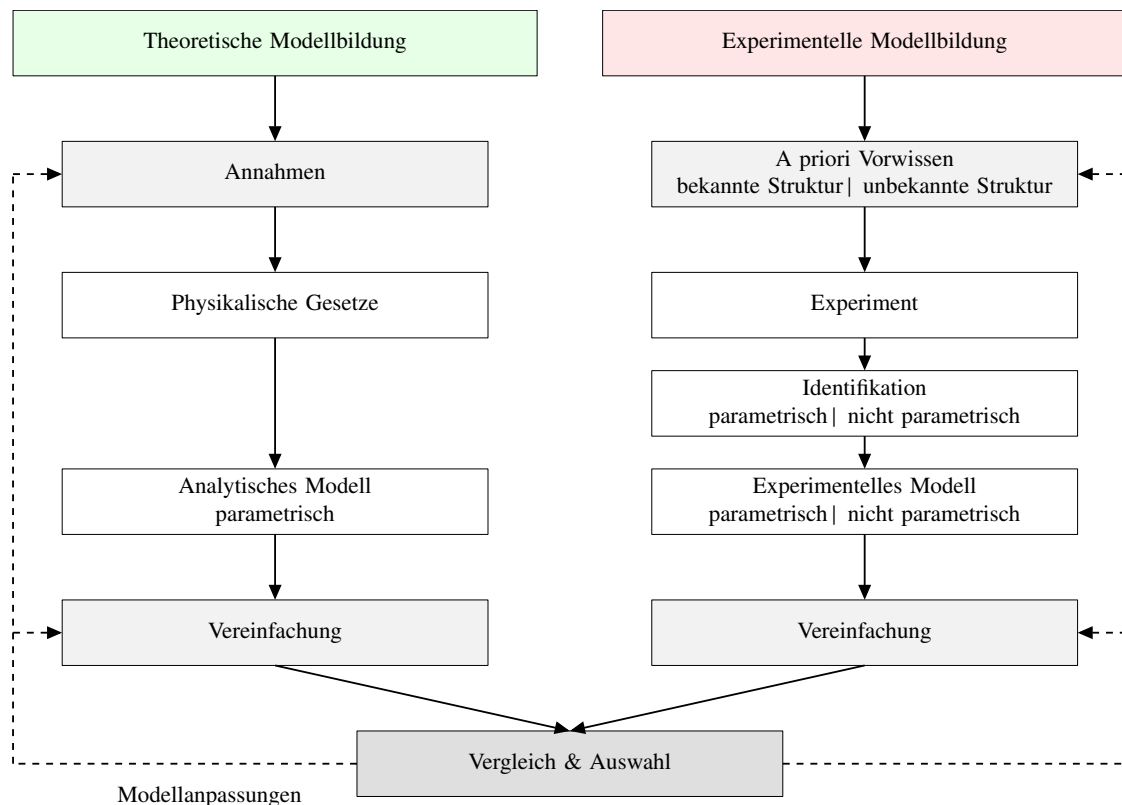 Theoretische Modellbildung
Experimentelle Modellbildung
Annahmen
A priori Vorwissen
bekannte Struktur | unbekannte Struktur
Physikalische Gesetze
Experiment
Identifikation
parametrisch | nicht parametrisch
Analytisches Modell
parametrisch
Experimentelles Modell
parametrisch | nicht parametrisch
Vereinfachung
Vereinfachung
Vergleich & Auswahl
Modellanpassungen